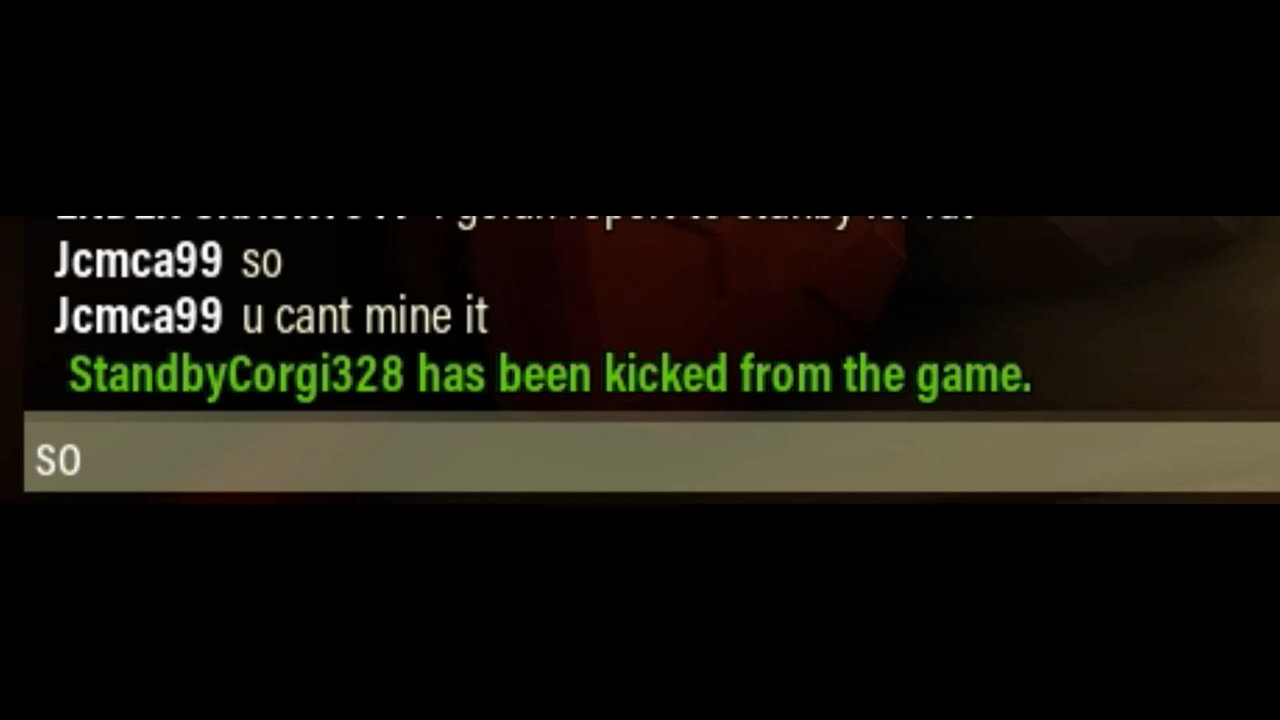 Jcmca99 so
Jcmca99 u cant mine it
StandbyCorgi328 has been kicked from the game.
so